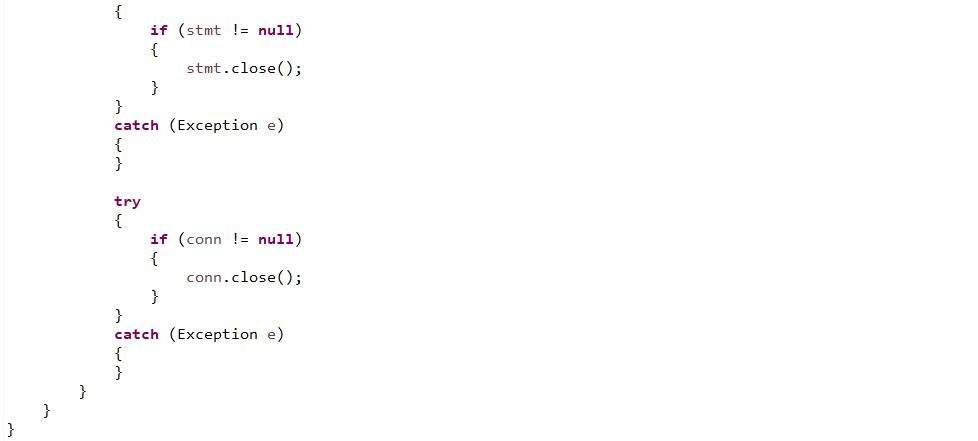 {
                if (stmt != null)
                {
                    stmt.close();
                }
            }
            catch (Exception e)
            {
            }

            try
            {
                if (conn != null)
                {
                    conn.close();
                }
            }
            catch (Exception e)
            {
            }
        }
    }
}